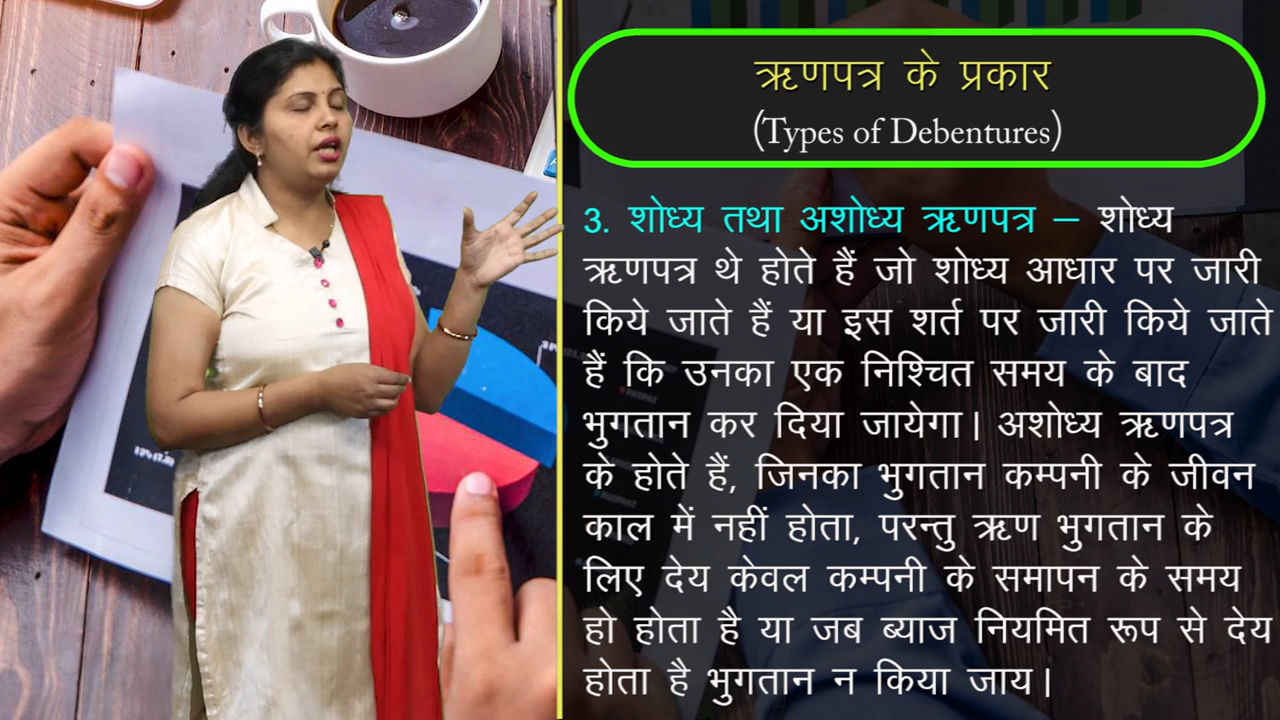 ऋणपत्र के प्रकार
(Types of Debentures)
3. शोध्य तथा अशोध्य ऋणपत्र – शोध्य
ऋणपत्र थे होते हैं जो शोध्य आधार पर जारी
किये जाते हैं या इस शर्त पर जारी किये जाते
हैं कि उनका एक निश्चित समय के बाद
भुगतान कर दिया जायेगा। अशोध्य ऋणपत्र
के होते हैं, जिनका भुगतान कम्पनी के जीवन
काल में नहीं होता, परन्तु ऋण भुगतान के
लिए देय केवल कम्पनी के समापन के समय
हो होता है या जब ब्याज नियमित रूप से देय
होता है भुगतान न किया जाय।